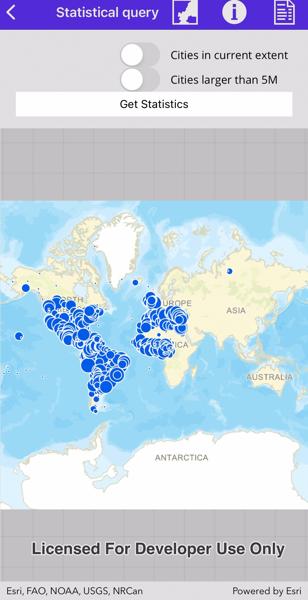 Statistical query
Cities in current extent
Cities larger than 5M
Get Statistics
NORTH
EUROPE
ASIA
AUSTRALIA
ANTARCTICA
Licensed For Developer Use Only
Esri, FAO, NOAA, USGS, NRCan
Powered by Esri